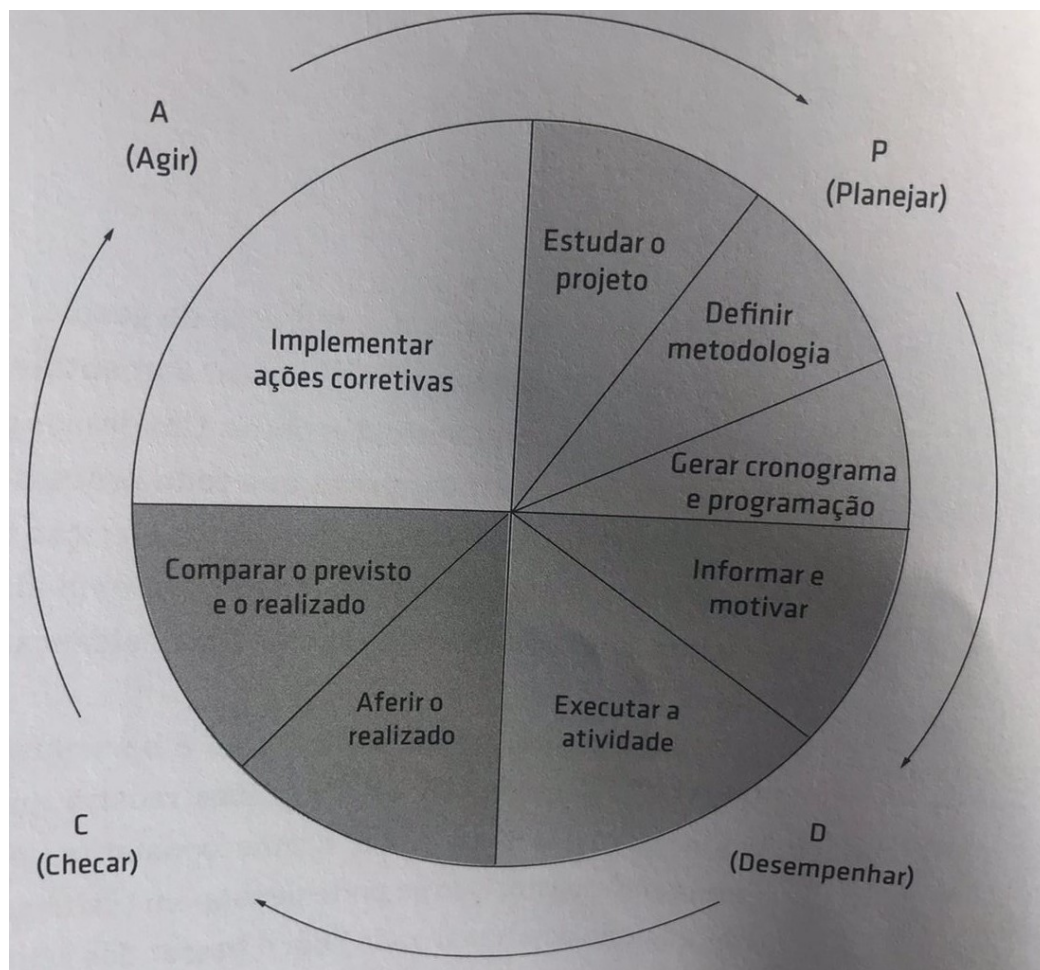 A
(Agir)
P
(Planejar)
Estudar o
projeto
Definir
metodologia
Gerar cronograma
e programação
Informar e
motivar
Executar a
atividade
Aferir o
realizado
Comparar o previsto
e o realizado
Implementar
ações corretivas
C
(Checar)
D
(Desempenhar)